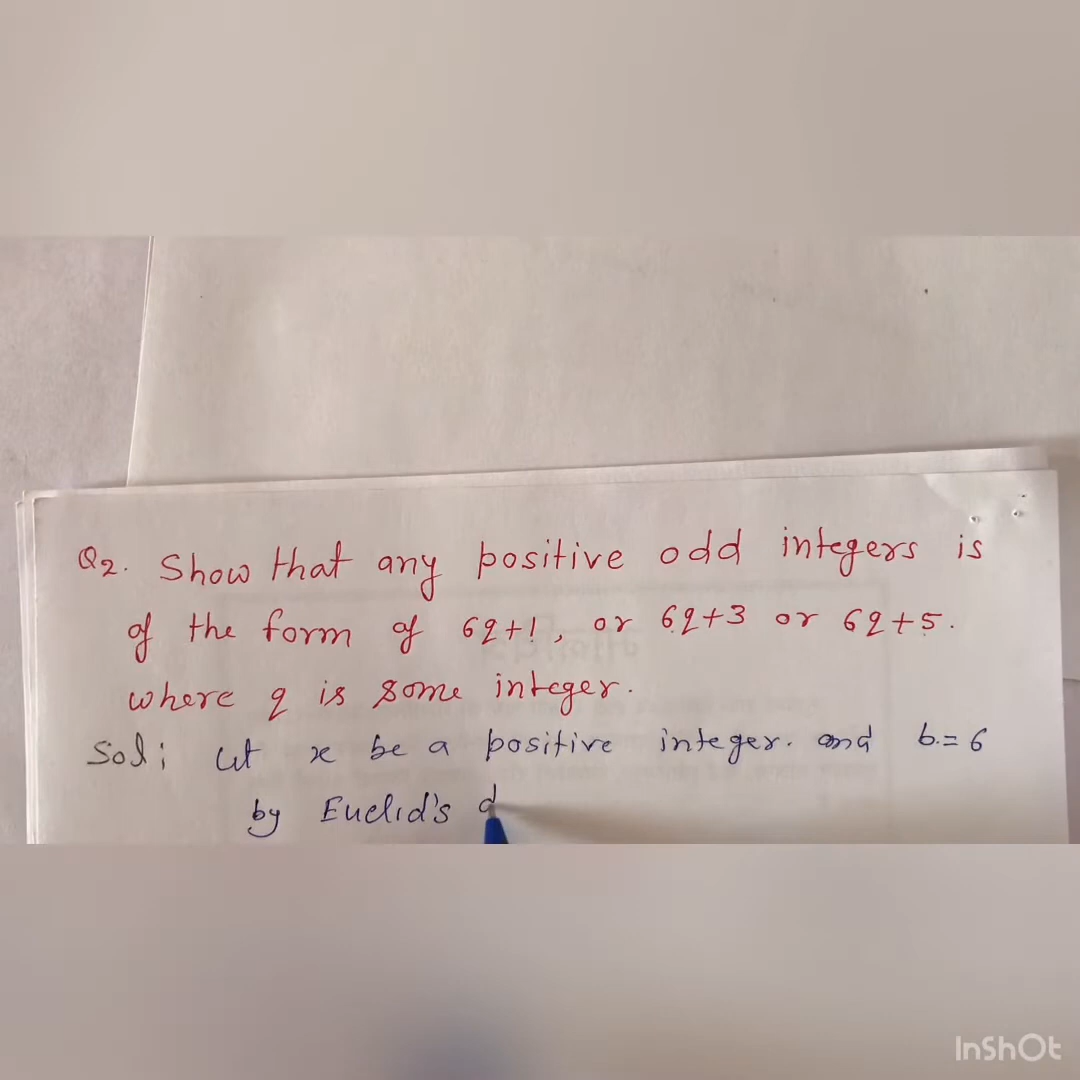 Q2. Show that any positive odd integers is
of the form of 6q+1, or 6q+3 or 6q+5.
where q is some integer.
Sol; Let x be a positive integer. and b.=6
by Euclid's d
InShOt